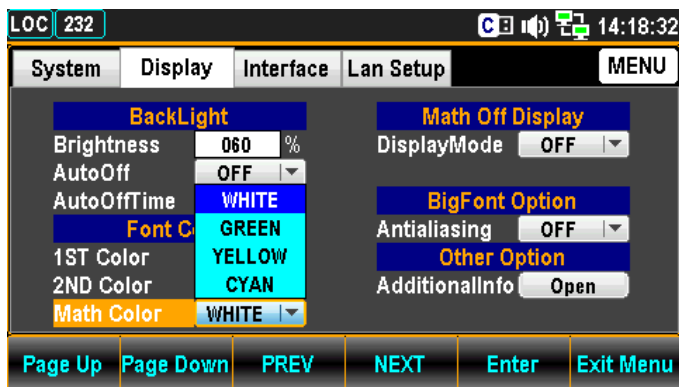 LOC 232 C 14:18:32
System Display Interface Lan Setup MENU
BackLight
Brightness 060 %
AutoOff OFF
AutoOffTime
WHITE
GREEN
YELLOW
CYAN
1ST Color
2ND Color
Math Color WHITE
Math Off Display
DisplayMode OFF
BigFont Option
Antialiasing OFF
Other Option
AdditionalInfo Open
Page Up Page Down PREV NEXT Enter Exit Menu